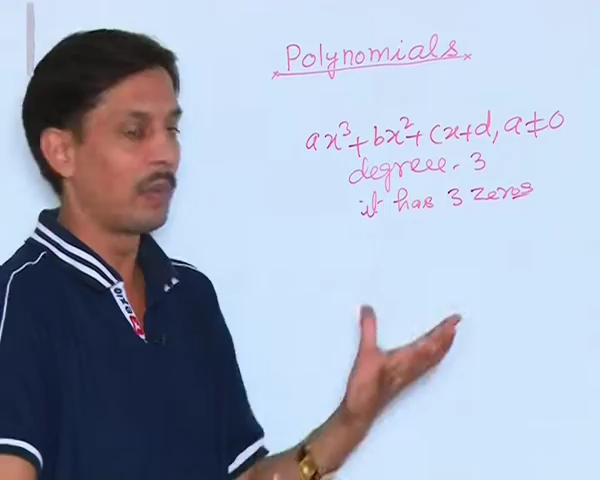 Polynomials
ax³+bx²+cx+d, a≠0
degree - 3
it has 3 zeros